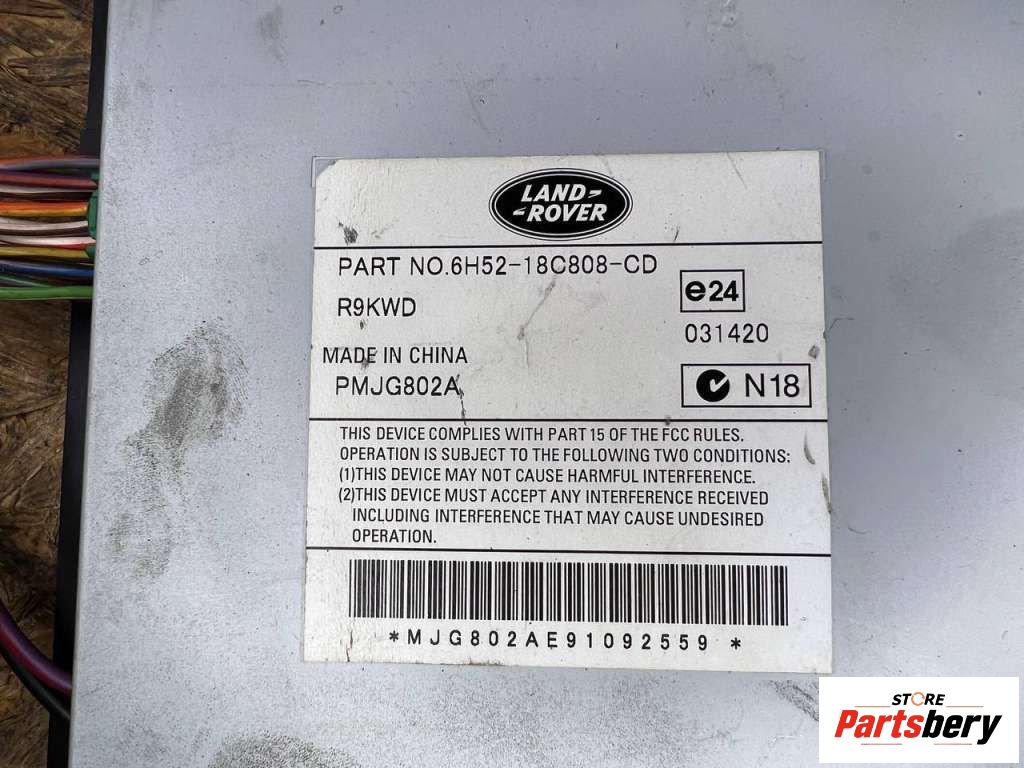 LAND-
-ROVER
PART NO.6H52-18C808-CD
R9KWD
e24
031420
MADE IN CHINA
PMJG802A
N18
THIS DEVICE COMPLIES WITH PART 15 OF THE FCC RULES.
OPERATION IS SUBJECT TO THE FOLLOWING TWO CONDITIONS:
(1)THIS DEVICE MAY NOT CAUSE HARMFUL INTERFERENCE.
(2)THIS DEVICE MUST ACCEPT ANY INTERFERENCE RECEIVED
INCLUDING INTERFERENCE THAT MAY CAUSE UNDESIRED
OPERATION.
*MJG802AE91092559*
STORE
Partsbery